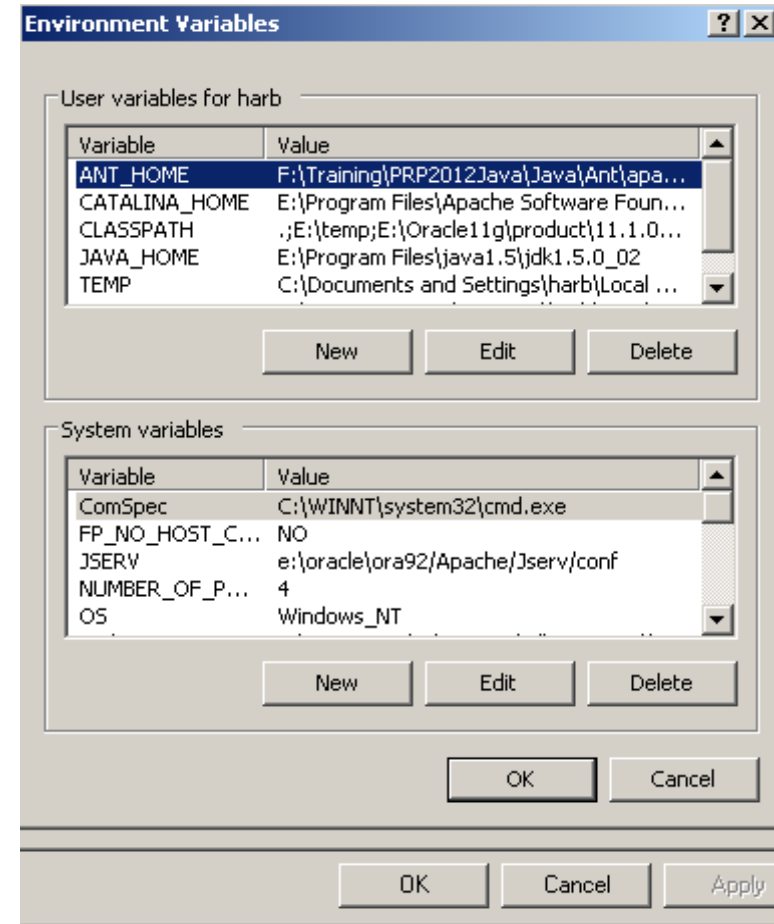 Environment Variables
User variables for harb
Variable Value
ANT_HOME F:\Training\PRP2012Java\Java\Ant\apa...
CATALINA_HOME E:\Program Files\Apache Software Foun...
CLASSPATH .;E:\temp;E:\Oracle11g\product\11.1.0...
JAVA_HOME E:\Program Files\java1.5\jdk1.5.0_02
TEMP C:\Documents and Settings\harb\Local ...
New Edit Delete
System variables
Variable Value
ComSpec C:\WINNT\system32\cmd.exe
FP_NO_HOST_C... NO
JSERV e:\oracle\ora92/Apache/Jserv/conf
NUMBER_OF_P... 4
OS Windows_NT
New Edit Delete
OK Cancel
OK Cancel Apply